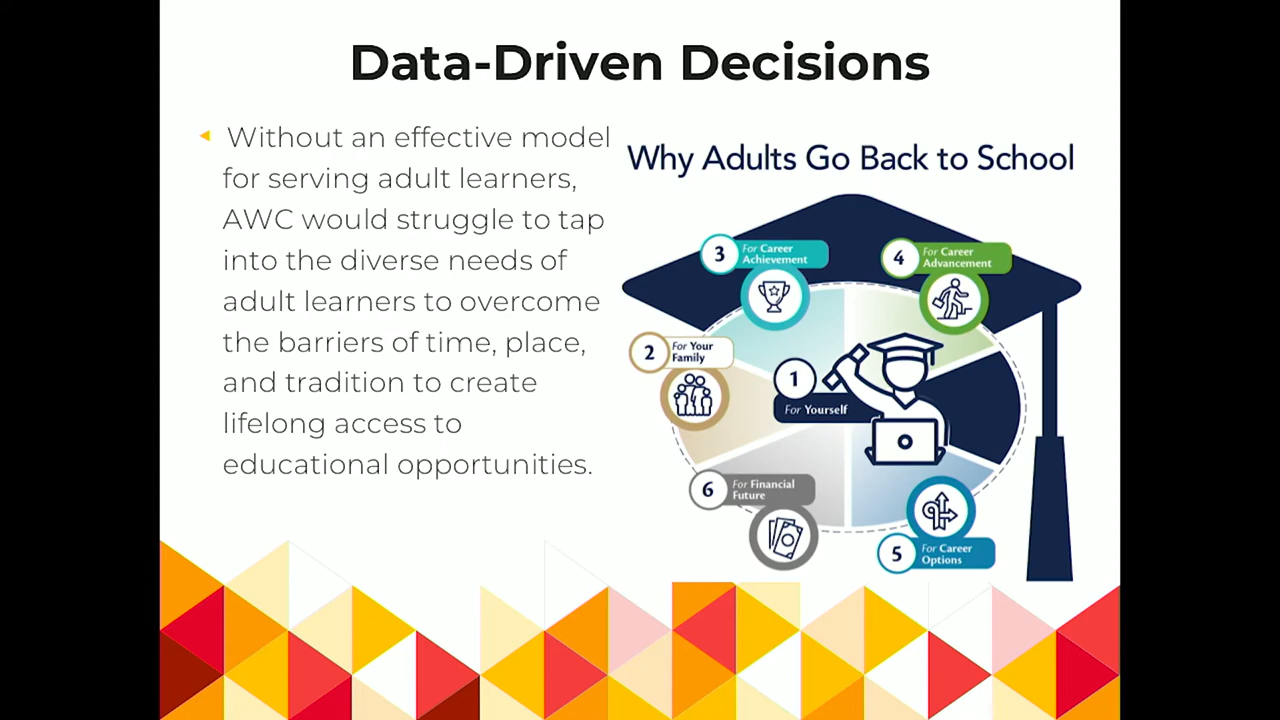 Data-Driven Decisions
Without an effective model
for serving adult learners,
AWC would struggle to tap
into the diverse needs of
adult learners to overcome
the barriers of time, place,
and tradition to create
lifelong access to
educational opportunities.
Why Adults Go Back to School
1
For Yourself
2
For Your
Family
3
For Career
Achievement
4
For Career
Advancement
5
For Career
Options
6
For Financial
Future